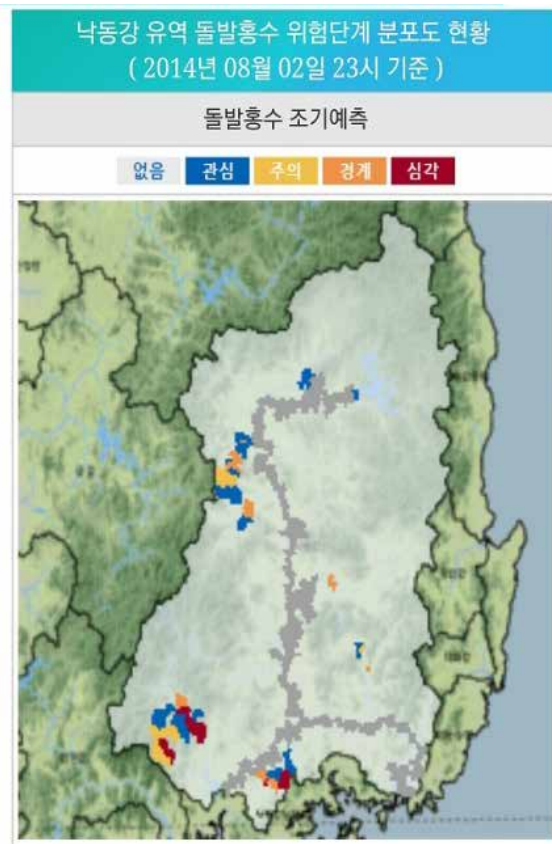 낙동강 유역 돌발홍수 위험단계 분포도 현황
( 2014년 08월 02일 23시 기준 )
돌발홍수 조기예측
없음 관심 주의 경계 심각